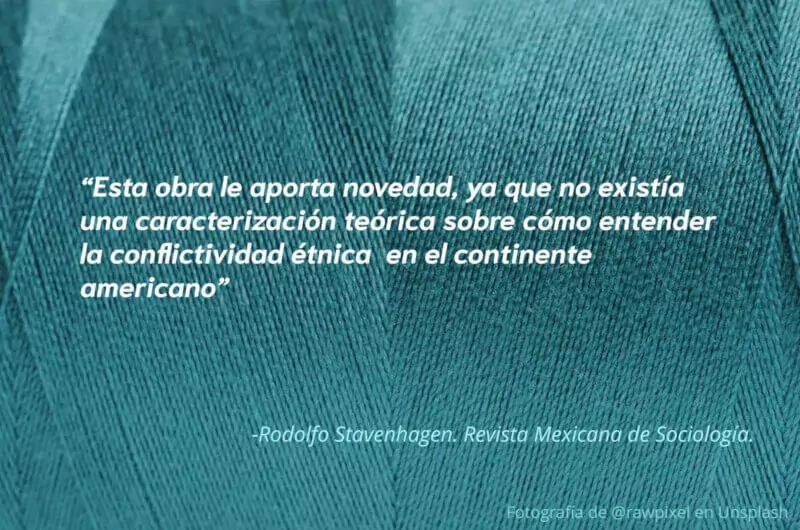 “Esta obra le aporta novedad, ya que no existía
una caracterización teórica sobre cómo entender
la conflictividad étnica en el continente
americano”
-Rodolfo Stavenhagen. Revista Mexicana de Sociología.
Fotografía de @rawpixel en Unsplash